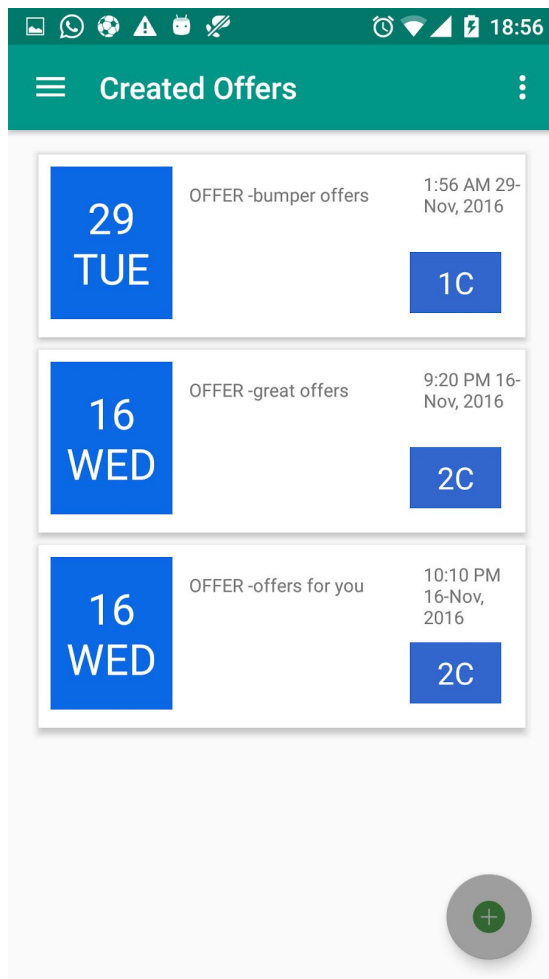 18:56
Created Offers
29
TUE
OFFER -bumper offers
1:56 AM 29-
Nov, 2016
1C
16
WED
OFFER -great offers
9:20 PM 16-
Nov, 2016
2C
16
WED
OFFER -offers for you
10:10 PM
16-Nov,
2016
2C